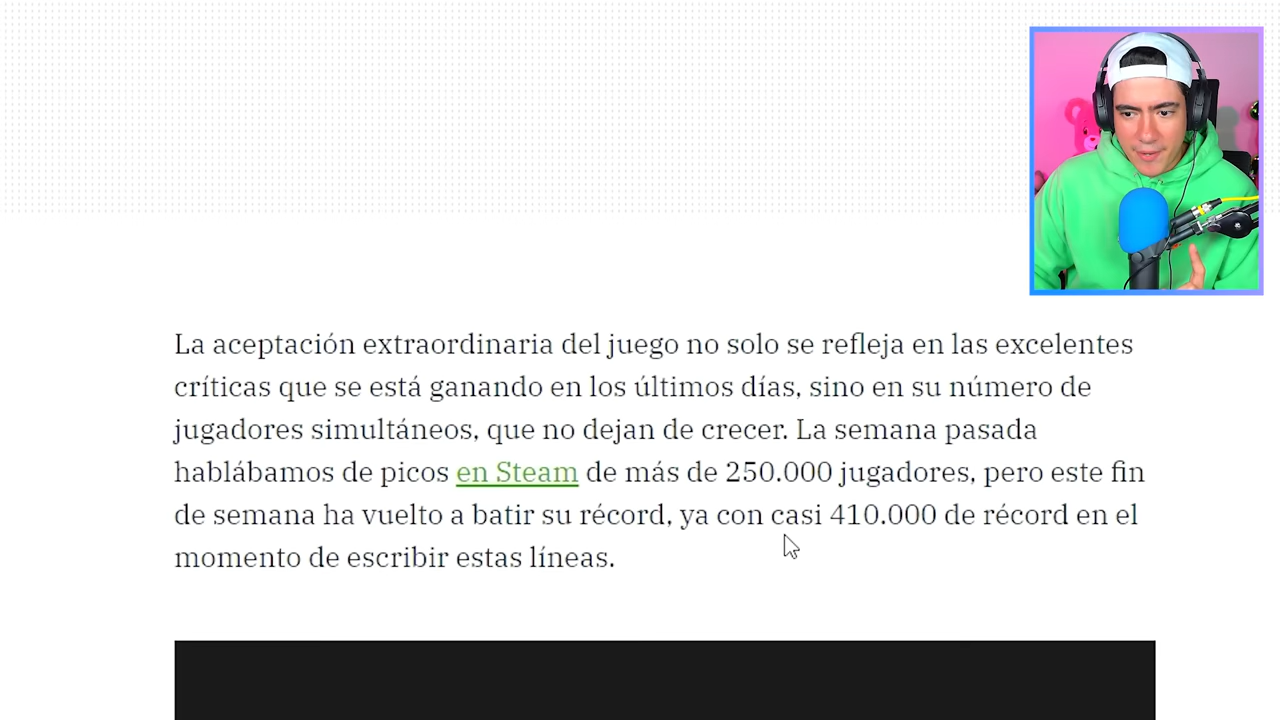 La aceptación extraordinaria del juego no solo se refleja en las excelentes
críticas que se está ganando en los últimos días, sino en su número de
jugadores simultáneos, que no dejan de crecer. La semana pasada
hablábamos de picos en Steam de más de 250.000 jugadores, pero este fin
de semana ha vuelto a batir su récord, ya con casi 410.000 de récord en el
momento de escribir estas líneas.